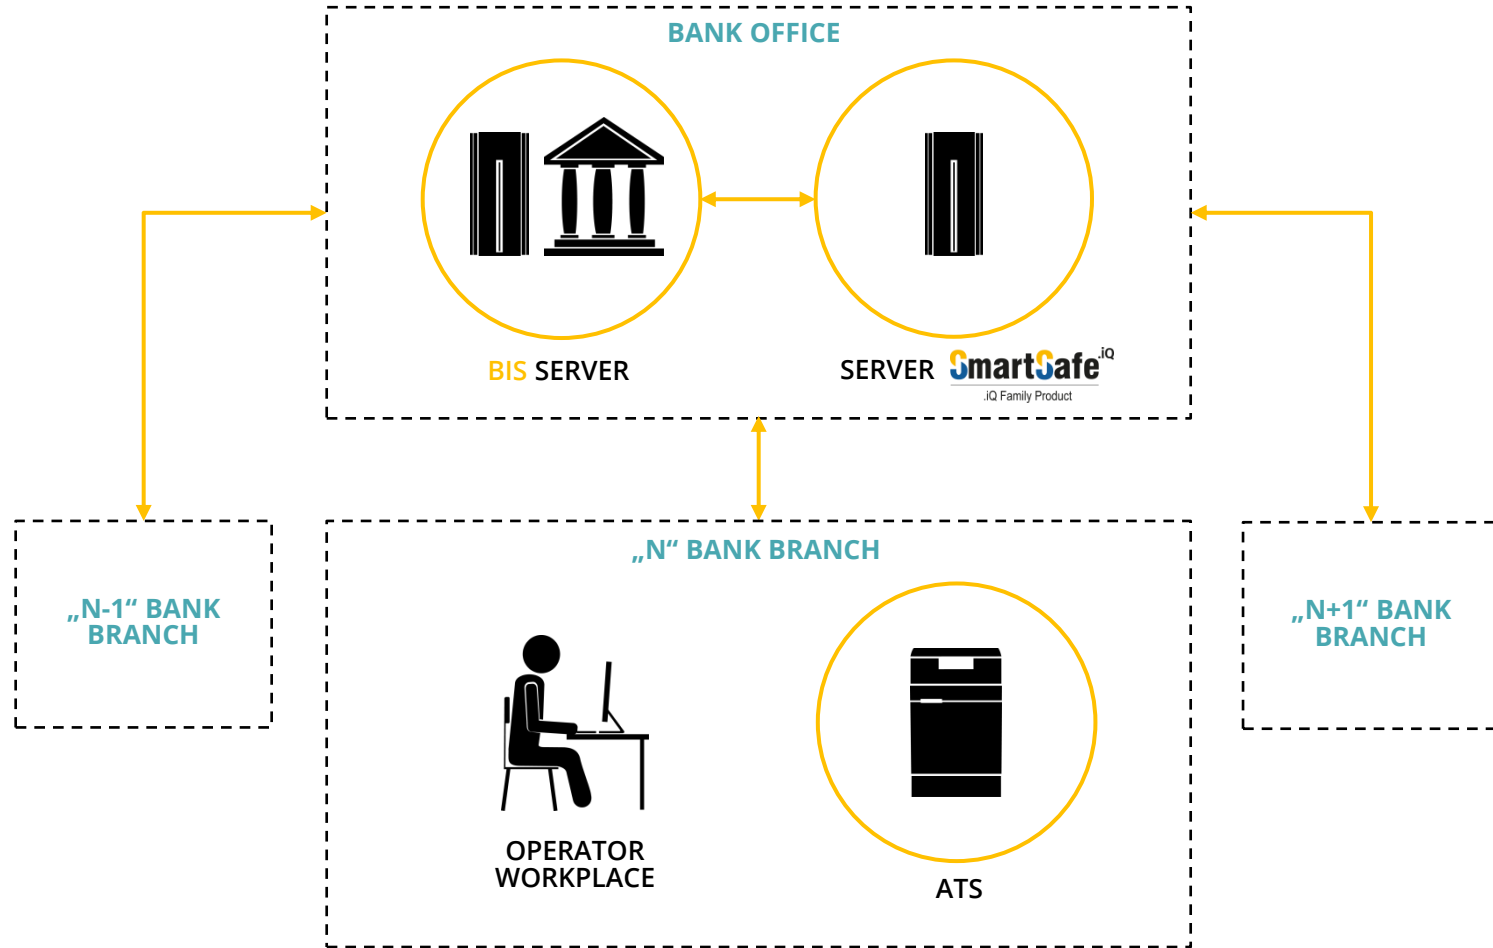 BANK OFFICE
BIS SERVER
SERVER SmartSafe.iQ
.iQ Family Product
„N“ BANK BRANCH
„N-1“ BANK
BRANCH
„N+1“ BANK
BRANCH
OPERATOR
WORKPLACE
ATS